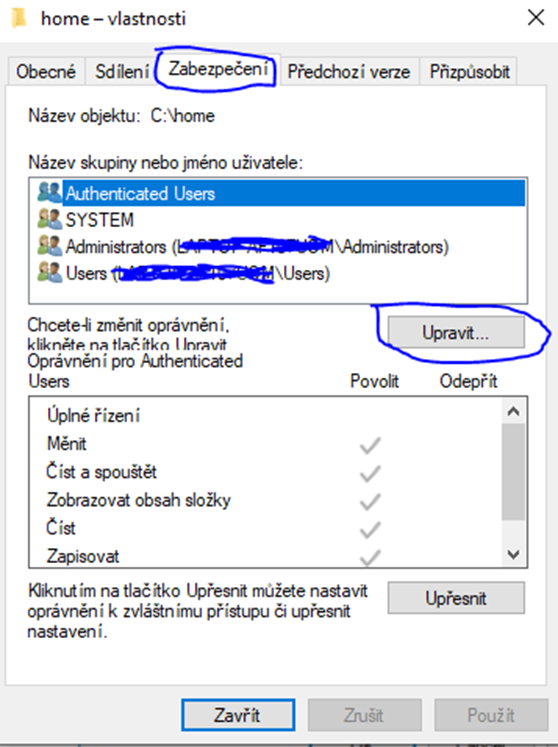 home – vlastnosti
Obecné Sdílení Zabezpečení Předchozí verze Přizpůsobit
Název objektu: C:\home
Název skupiny nebo jméno uživatele:
Authenticated Users
SYSTEM
Administrators (\Administrators)
Users (\Users)
Chcete-li změnit oprávnění,
klikněte na tlačítko Upravit.
Upravit...
Oprávnění pro Authenticated
Users Povolit Odepřít
Úplné řízení
Měnit
Číst a spouštět
Zobrazovat obsah složky
Číst
Zapisovat
Kliknutím na tlačítko Upřesnit můžete nastavit
oprávnění k zvláštnímu přístupu či upřesnit
nastavení.
Upřesnit
Zavřít Zrušit Použít